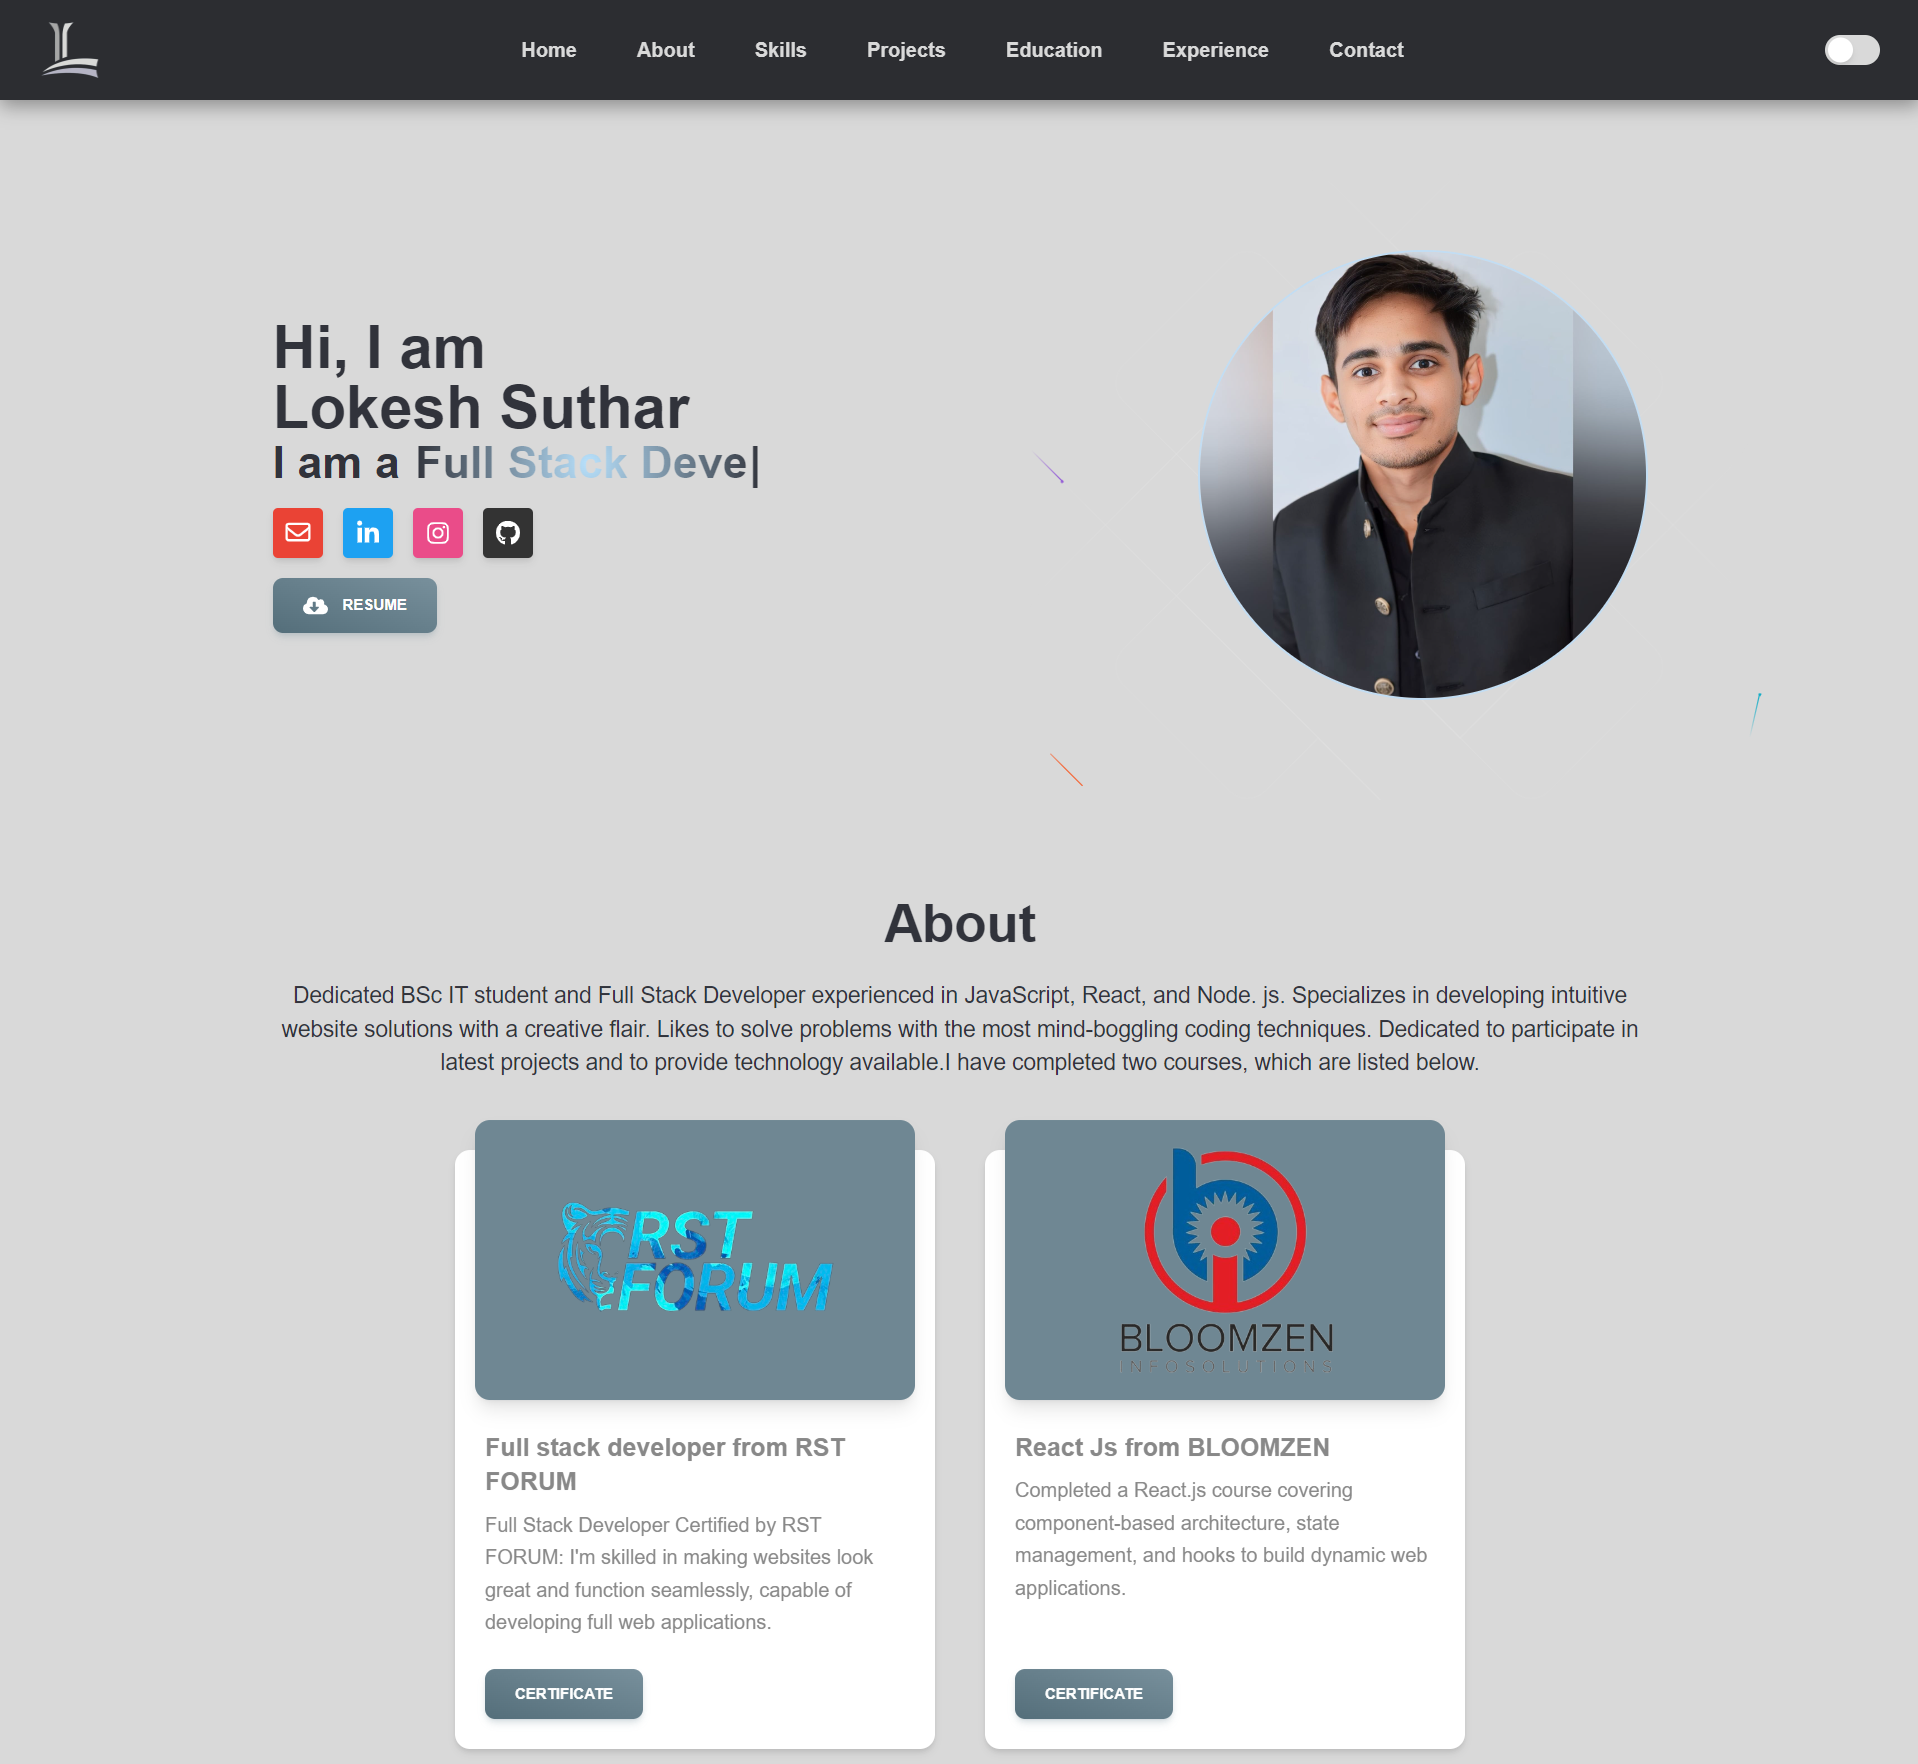 Home About Skills Projects Education Experience Contact
Hi, I am
Lokesh Suthar
I am a Full Stack Deve|
RESUME
About
Dedicated BSc IT student and Full Stack Developer experienced in JavaScript, React, and Node. js. Specializes in developing intuitive
website solutions with a creative flair. Likes to solve problems with the most mind-boggling coding techniques. Dedicated to participate in
latest projects and to provide technology available.I have completed two courses, which are listed below.
RST
FORUM
Full stack developer from RST
FORUM
Full Stack Developer Certified by RST
FORUM: I'm skilled in making websites look
great and function seamlessly, capable of
developing full web applications.
CERTIFICATE
BLOOMZEN
INFOSOLUTIONS
React Js from BLOOMZEN
Completed a React.js course covering
component-based architecture, state
management, and hooks to build dynamic web
applications.
CERTIFICATE